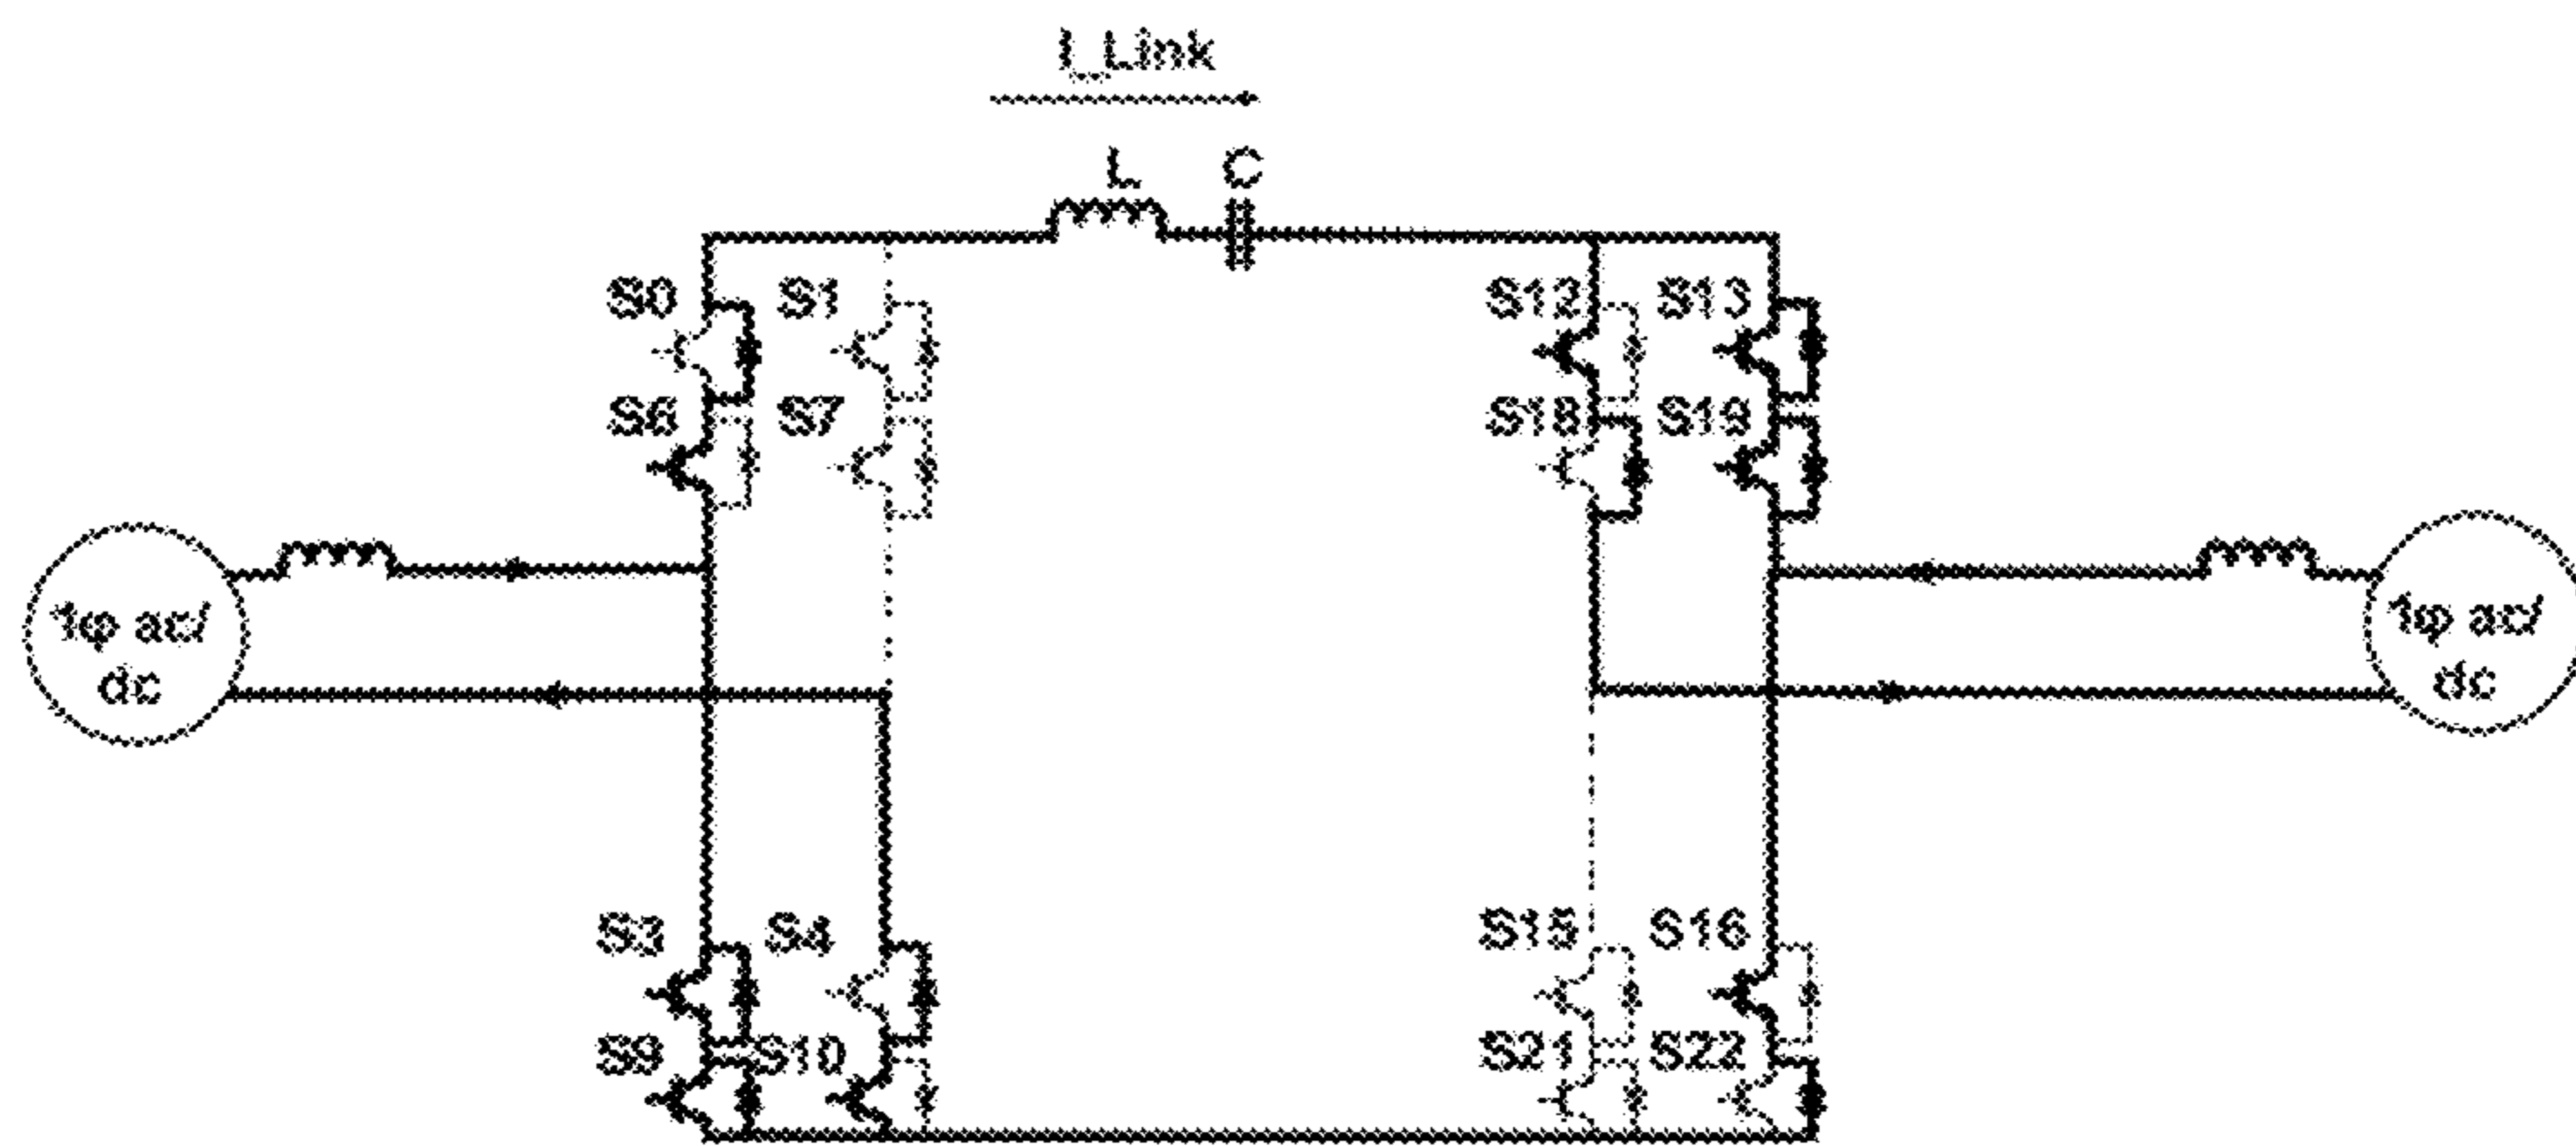 I_Link
L C
S0 S1 S12 S13
S6 S7 S18 S19
1φ ac/
dc
1φ ac/
dc
S3 S4 S15 S16
S9 S10 S21 S22